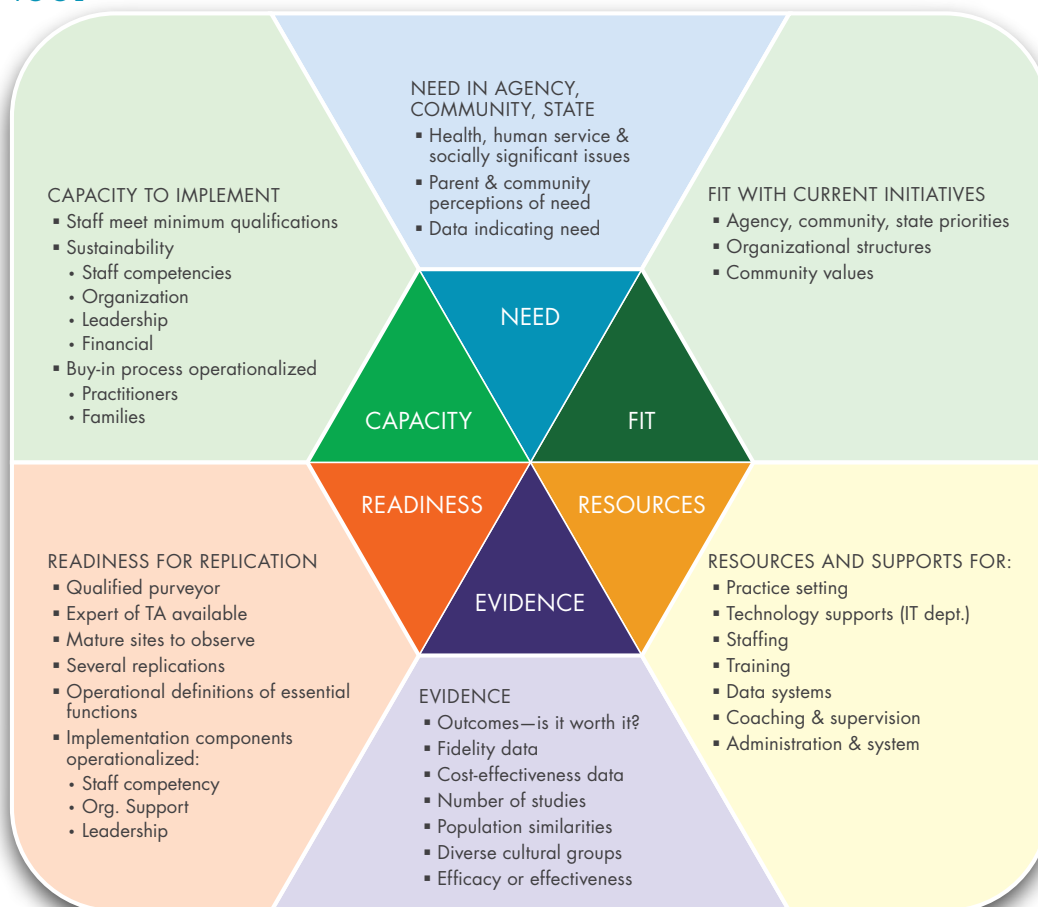 NEED IN AGENCY,
COMMUNITY, STATE
▪ Health, human service &
socially significant issues
▪ Parent & community
perceptions of need
▪ Data indicating need
CAPACITY TO IMPLEMENT
▪ Staff meet minimum qualifications
▪ Sustainability
• Staff competencies
• Organization
• Leadership
• Financial
▪ Buy-in process operationalized
• Practitioners
• Families
FIT WITH CURRENT INITIATIVES
▪ Agency, community, state priorities
▪ Organizational structures
▪ Community values
NEED
CAPACITY
FIT
READINESS
RESOURCES
EVIDENCE
READINESS FOR REPLICATION
▪ Qualified purveyor
▪ Expert of TA available
▪ Mature sites to observe
▪ Several replications
▪ Operational definitions of essential
functions
▪ Implementation components
operationalized:
• Staff competency
• Org. Support
• Leadership
EVIDENCE
▪ Outcomes—is it worth it?
▪ Fidelity data
▪ Cost-effectiveness data
▪ Number of studies
▪ Population similarities
▪ Diverse cultural groups
▪ Efficacy or effectiveness
RESOURCES AND SUPPORTS FOR:
▪ Practice setting
▪ Technology supports (IT dept.)
▪ Staffing
▪ Training
▪ Data systems
▪ Coaching & supervision
▪ Administration & system